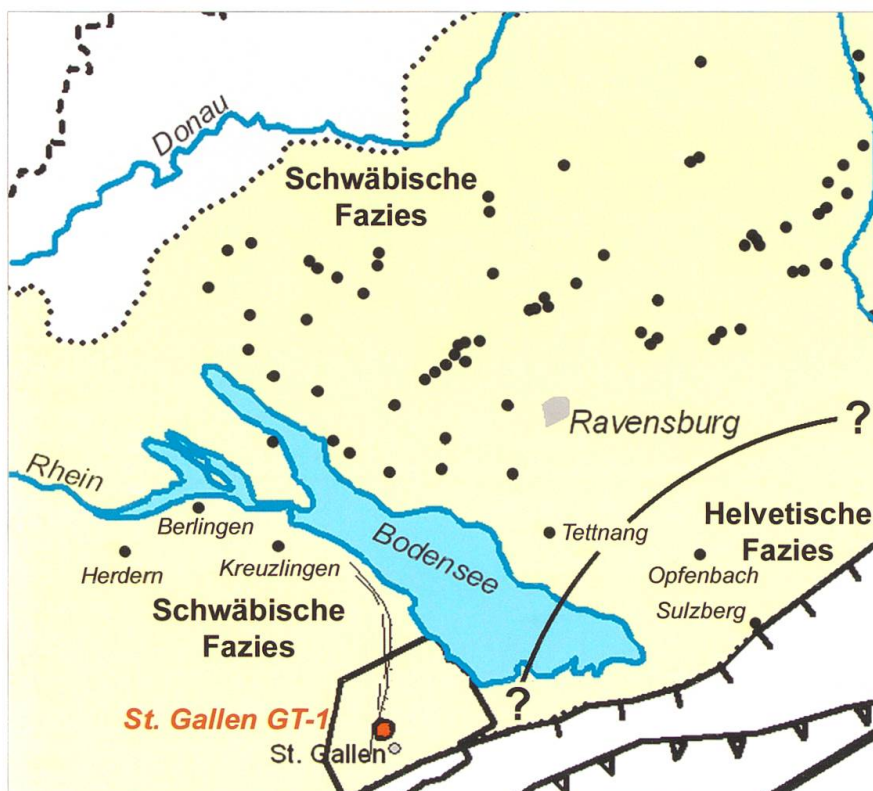 Donau
Schwäbische
Fazies
Ravensburg
?
Rhein
Berlingen
Herdern
Kreuzlingen
Bodensee
Tettnang
Helvetische
Fazies
Opfenbach
Sulzberg
Schwäbische
Fazies
?
St. Gallen GT-1
St. Gallen